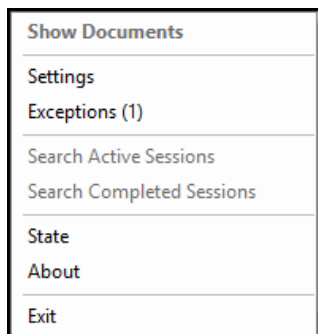 Show Documents
Settings
Exceptions (1)
Search Active Sessions
Search Completed Sessions
State
About
Exit